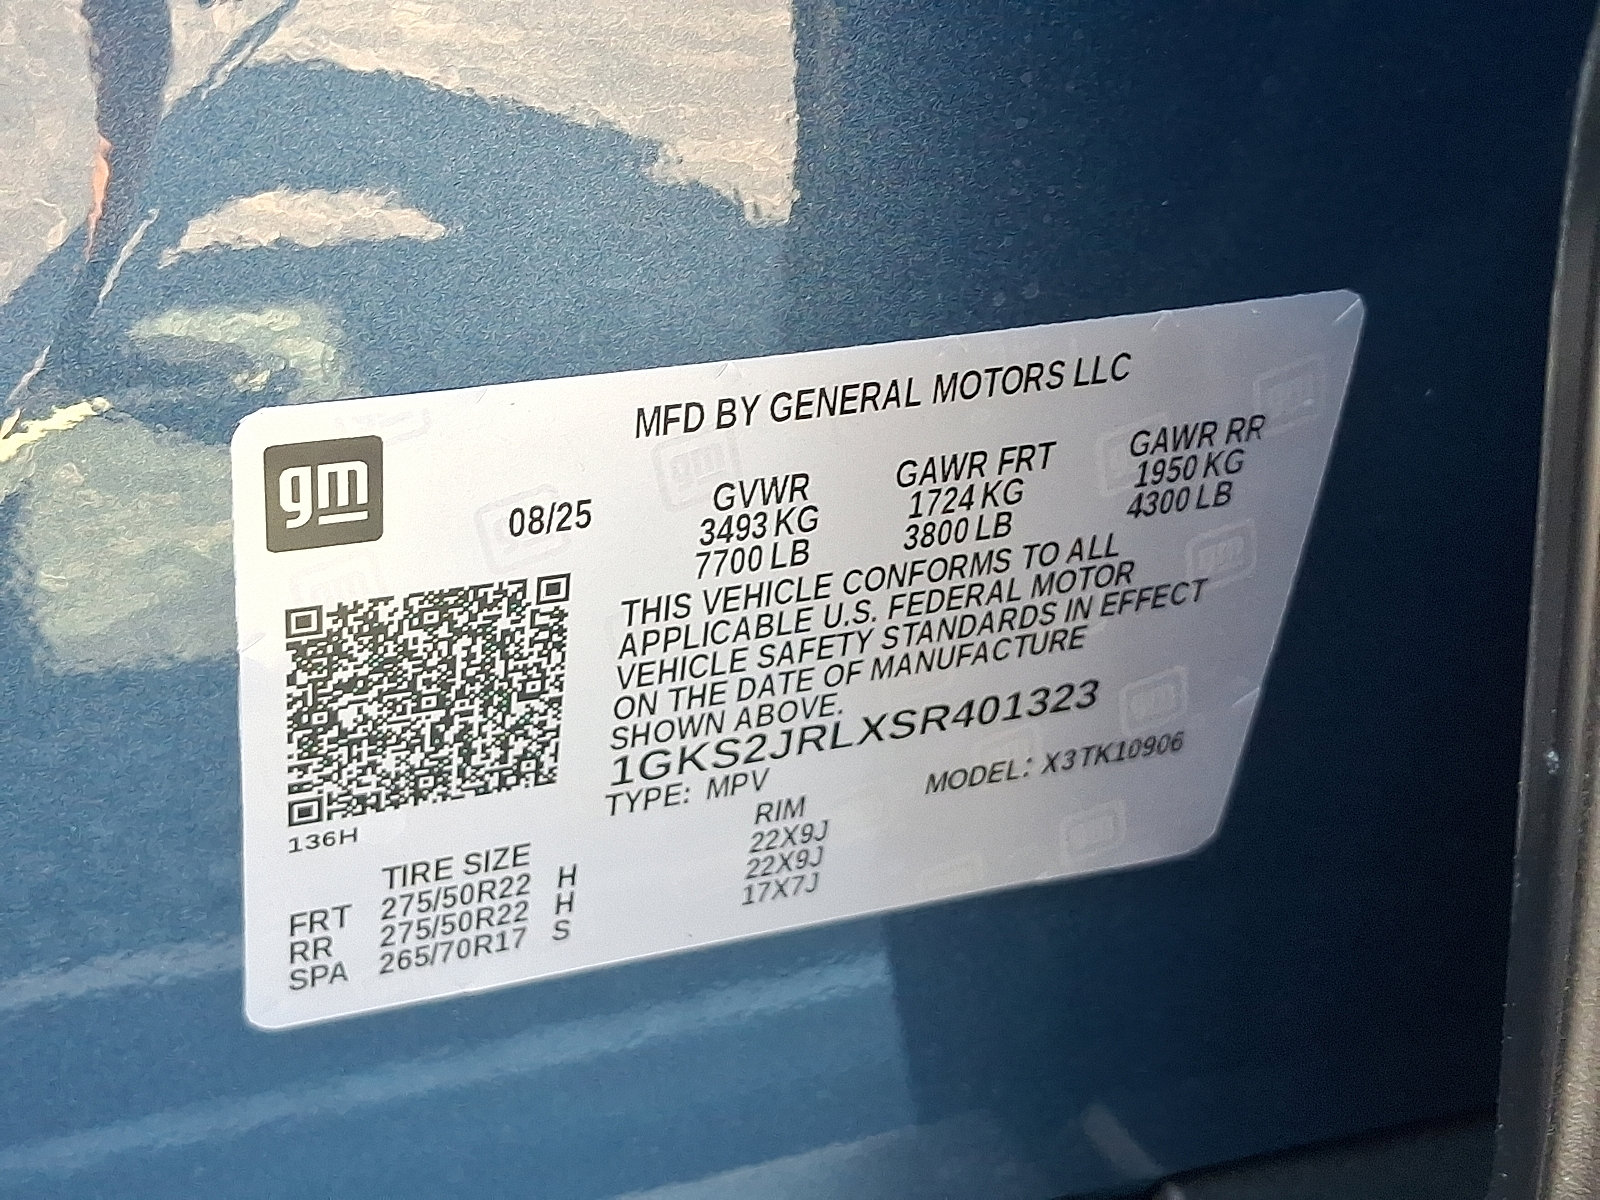 MFD BY GENERAL MOTORS LLC
gm
08/25
GVWR GAWR FRT GAWR RR
3493 KG 1724 KG 1950 KG
7700 LB 3800 LB 4300 LB
THIS VEHICLE CONFORMS TO ALL
APPLICABLE U.S. FEDERAL MOTOR
VEHICLE SAFETY STANDARDS IN EFFECT
ON THE DATE OF MANUFACTURE
SHOWN ABOVE.
1GKS2JRLXSR401323
TYPE: MPV MODEL: X3TK10906
136H
TIRE SIZE RIM
FRT 275/50R22 H 22X9J
RR 275/50R22 H 22X9J
SPA 265/70R17 S 17X7J